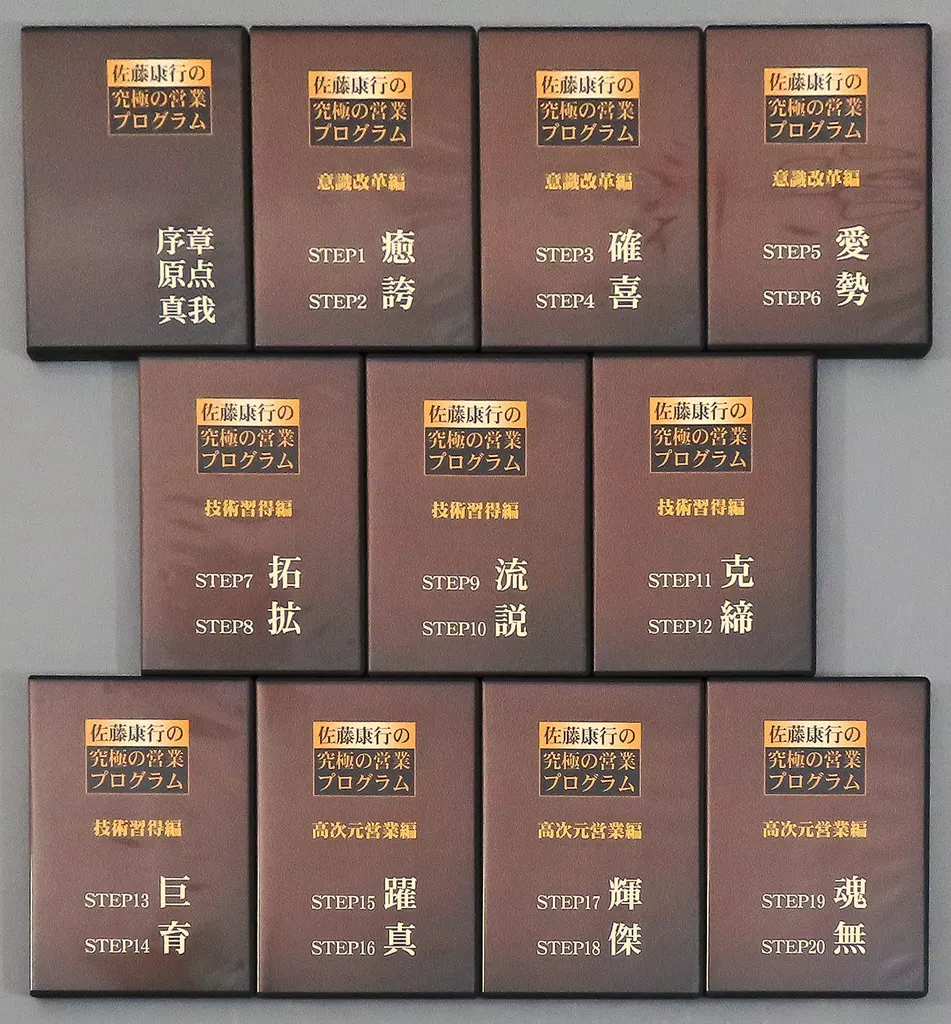 佐藤康行の
究極の営業
プログラム
序章
原点
真我
佐藤康行の
究極の営業
プログラム
意識改革編
STEP1 癒
STEP2 誇
佐藤康行の
究極の営業
プログラム
意識改革編
STEP3 確
STEP4 喜
佐藤康行の
究極の営業
プログラム
意識改革編
STEP5 愛
STEP6 勢
佐藤康行の
究極の営業
プログラム
技術習得編
STEP7 拓
STEP8 拡
佐藤康行の
究極の営業
プログラム
技術習得編
STEP9 流
STEP10 説
佐藤康行の
究極の営業
プログラム
技術習得編
STEP11 克
STEP12 締
佐藤康行の
究極の営業
プログラム
技術習得編
STEP13 巨
STEP14 育
佐藤康行の
究極の営業
プログラム
高次元営業編
STEP15 躍
STEP16 真
佐藤康行の
究極の営業
プログラム
高次元営業編
STEP17 輝
STEP18 傑
佐藤康行の
究極の営業
プログラム
高次元営業編
STEP19 魂
STEP20 無